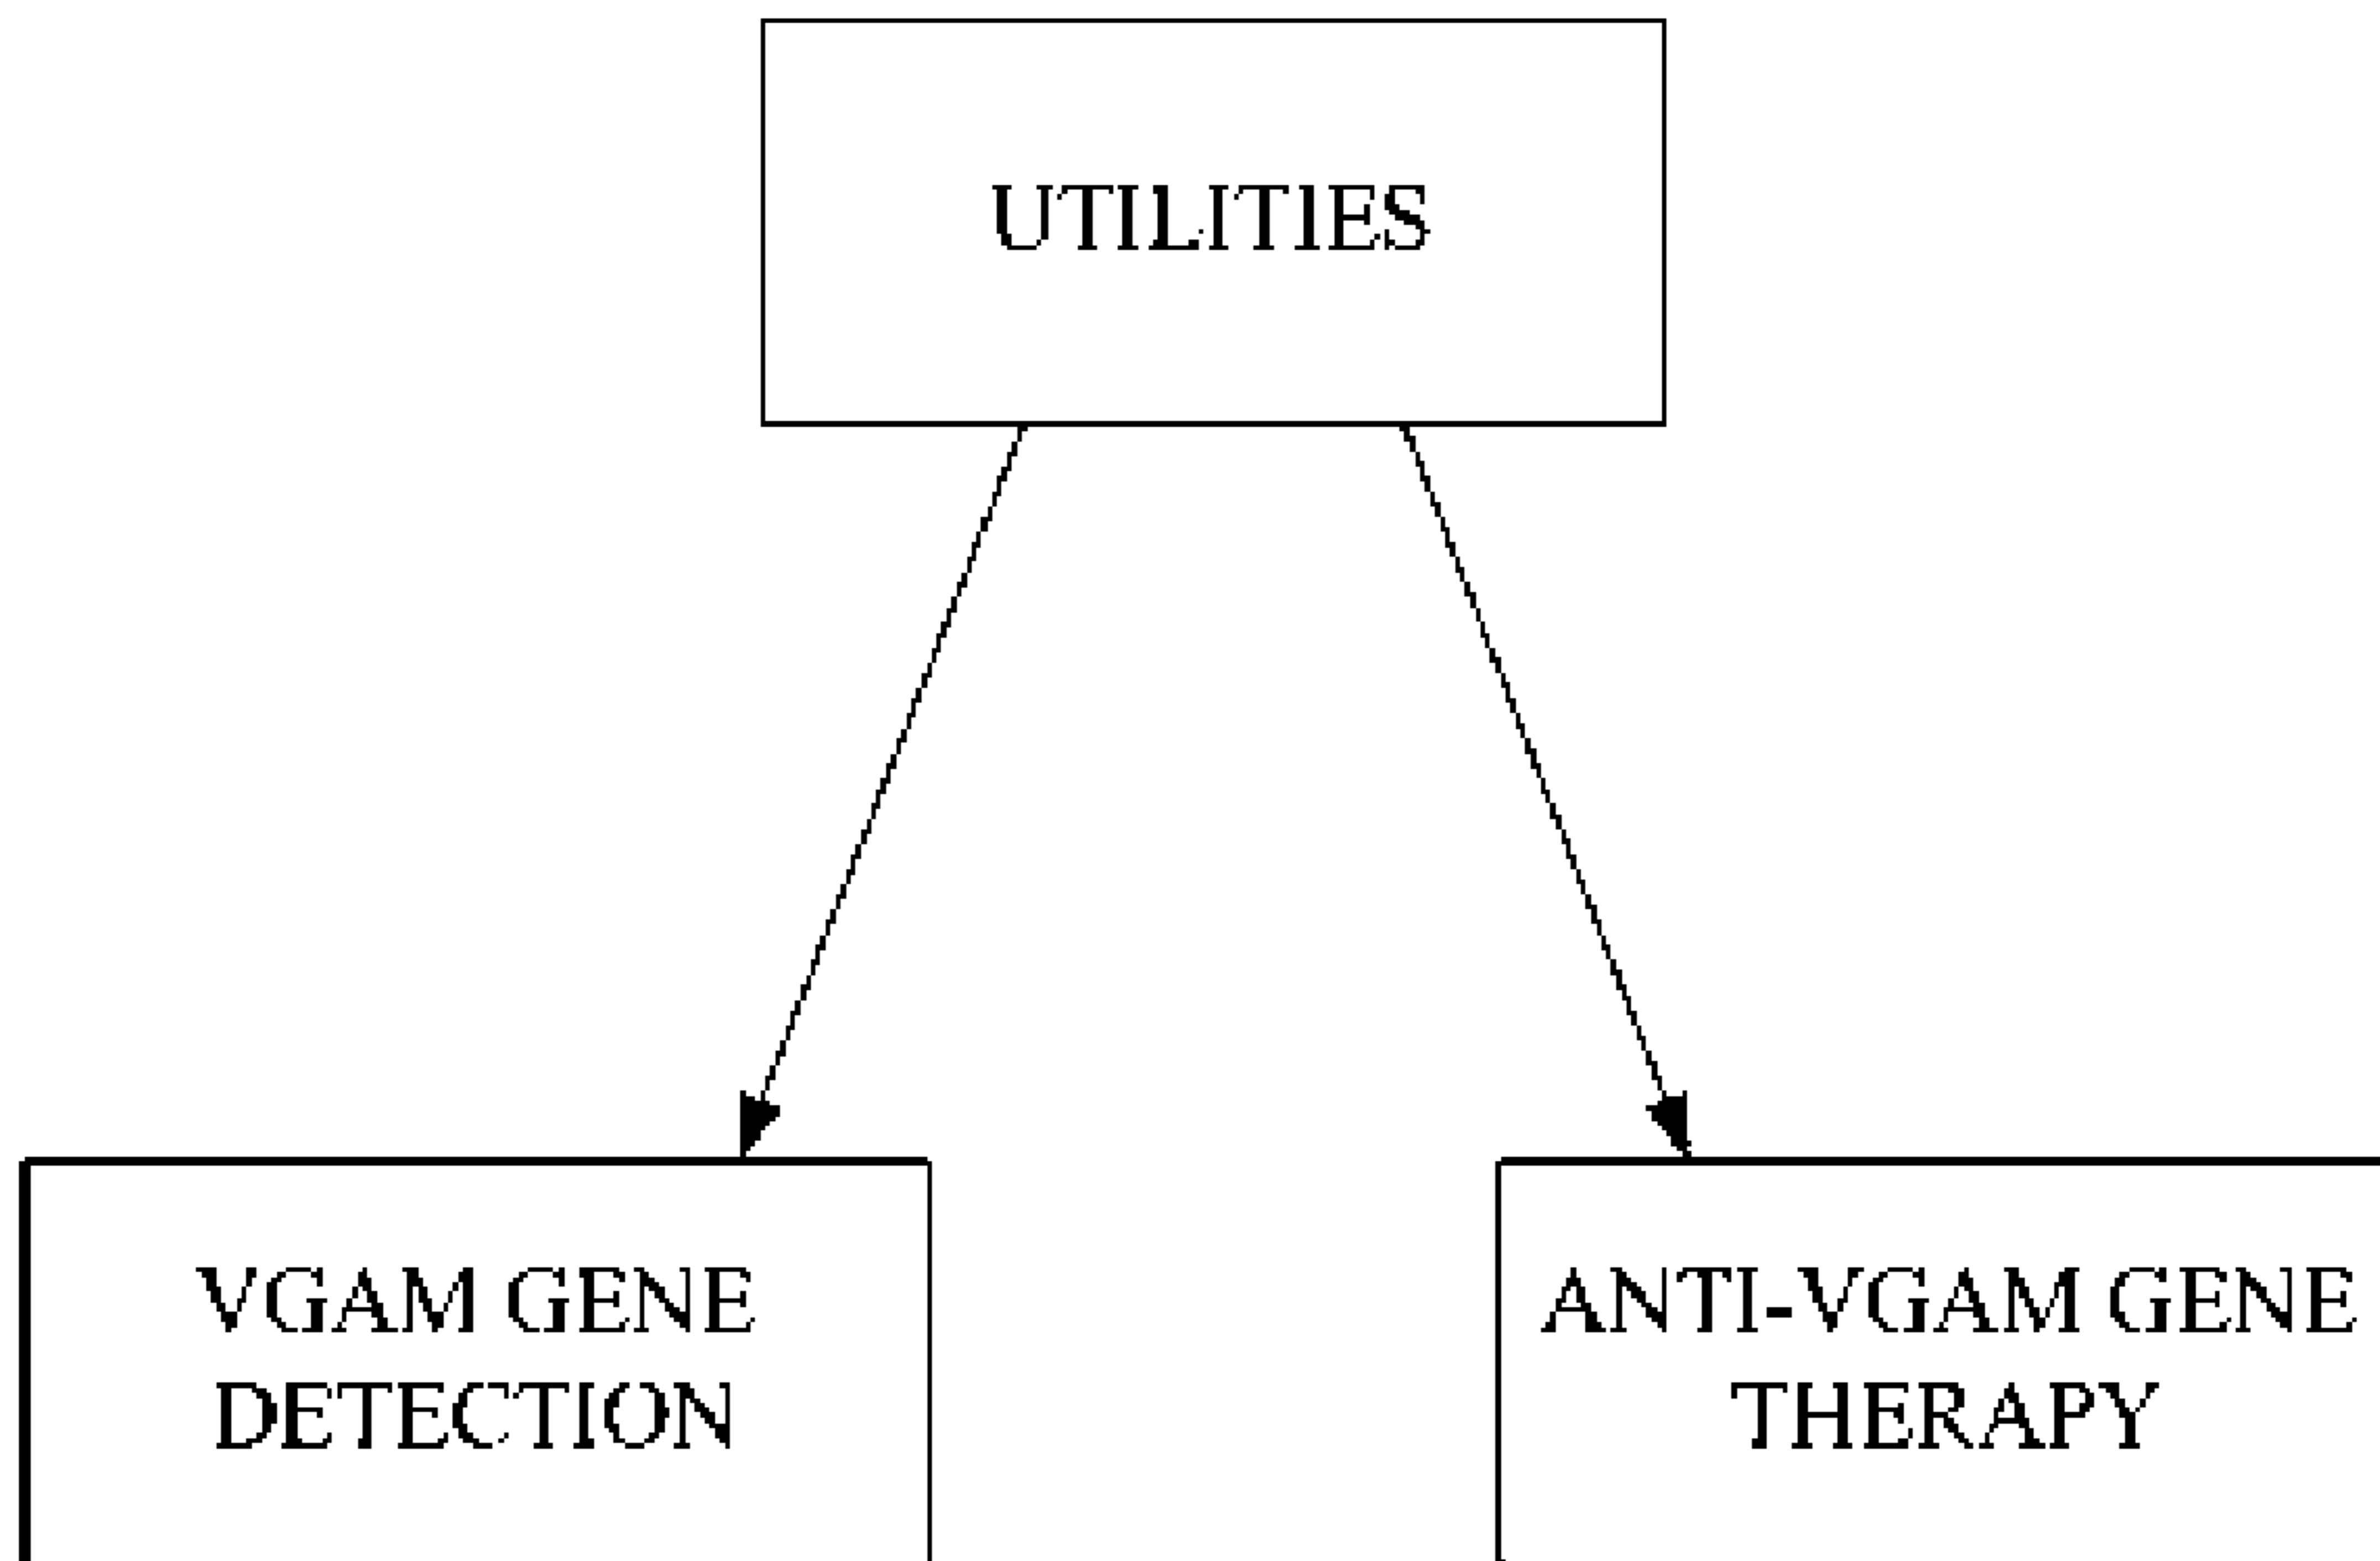 UTILITIES
VGAM GENE
DETECTION
ANTI-VGAM GENE
THERAPY